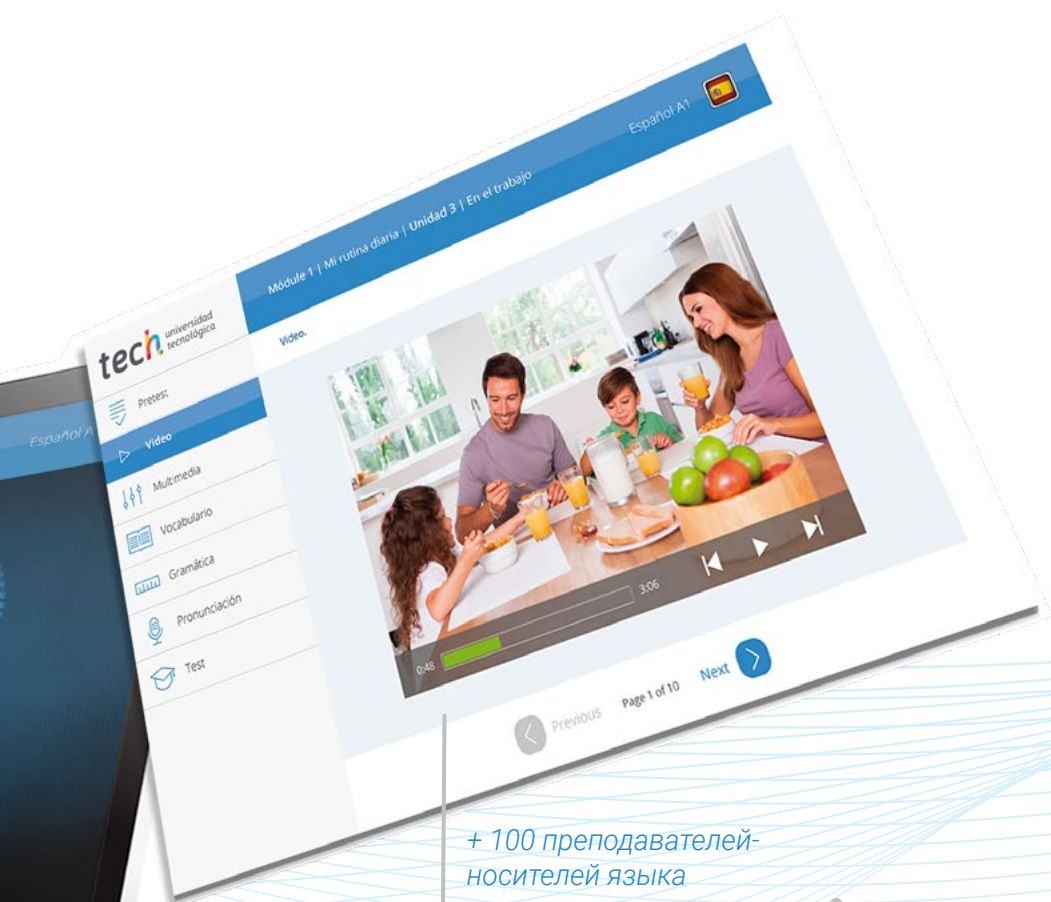 Español A1
Módule 1 | Mi rutina diaria | Unidad 3 | En el trabajo
tech universidad
tecnológica
Video.
Pretest
Video
Multimedia
Vocabulario
Gramática
Pronunciación
Test
Español A
0:48
3:06
Previous
Page 1 of 10
Next
+ 100 преподавателей-
носителей языка